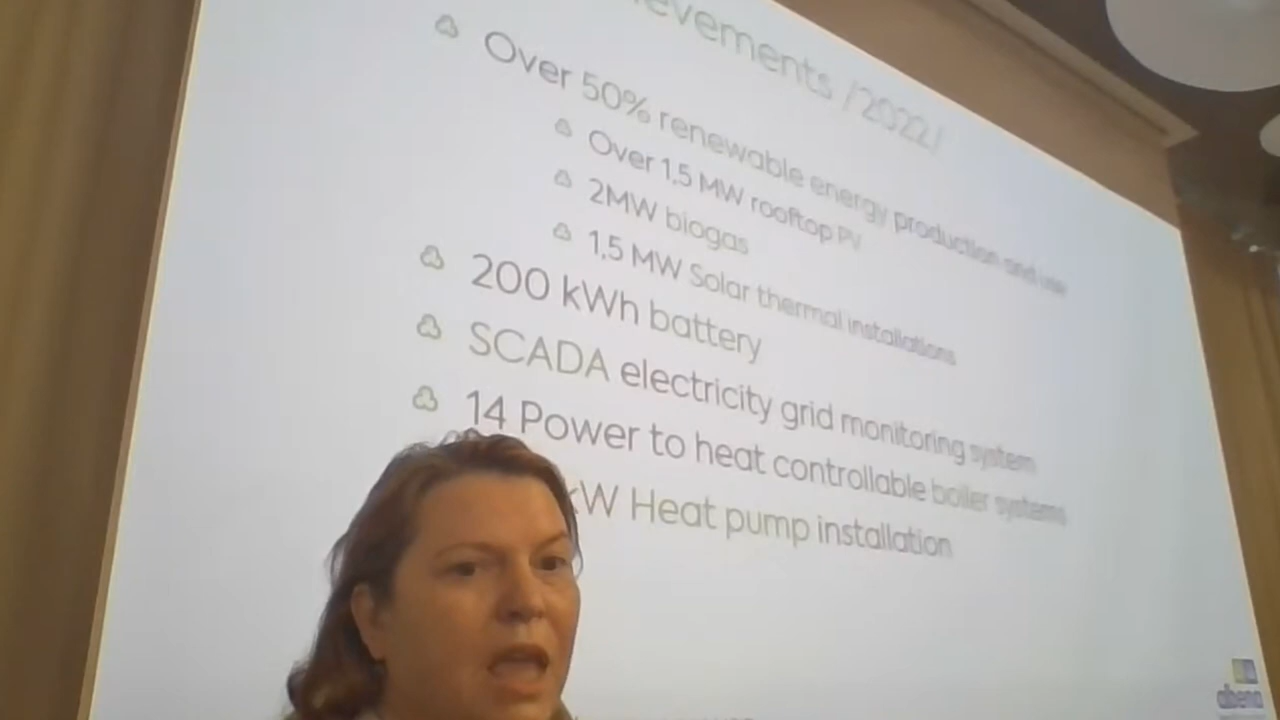 evements /2022/
Over 50% renewable energy production and use
Over 1,5 MW rooftop PV
2MW biogas
1,5 MW Solar thermal installations
200 kWh battery
SCADA electricity grid monitoring system
14 Power to heat controllable boiler systems
kW Heat pump installation
albena